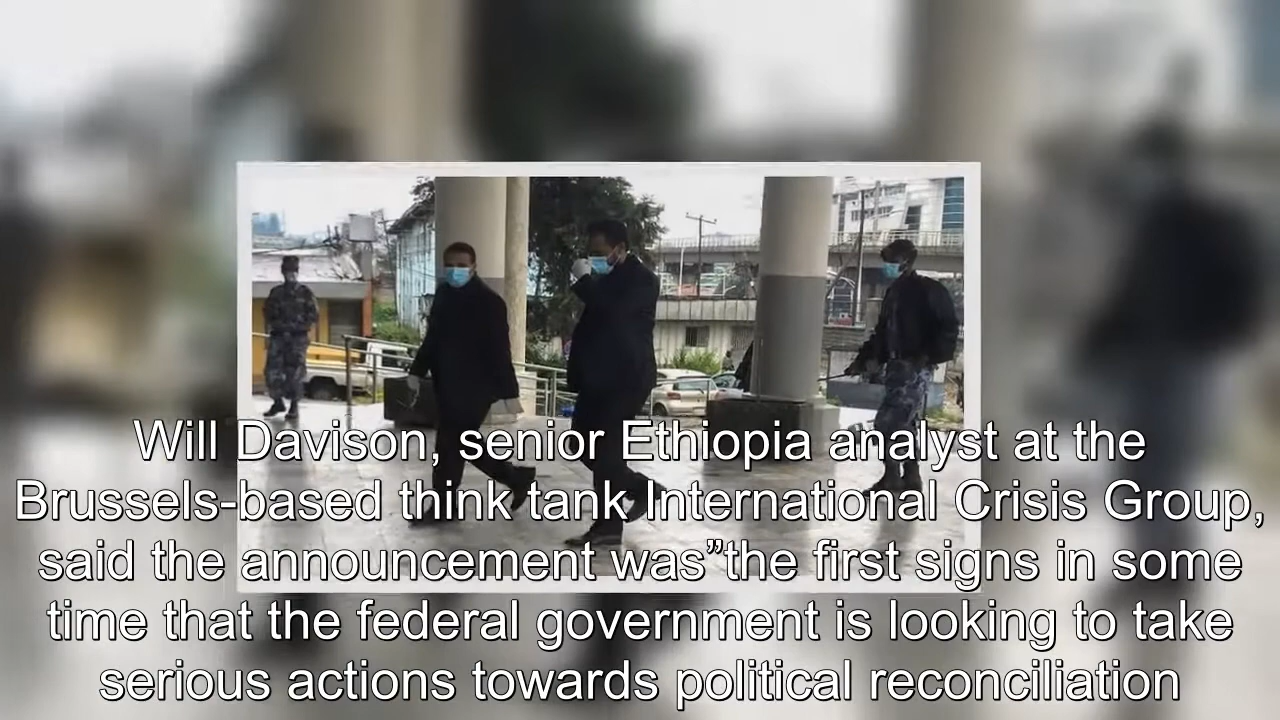 Will Davison, senior Ethiopia analyst at the
Brussels-based think tank International Crisis Group,
said the announcement was”the first signs in some
time that the federal government is looking to take
serious actions towards political reconciliation